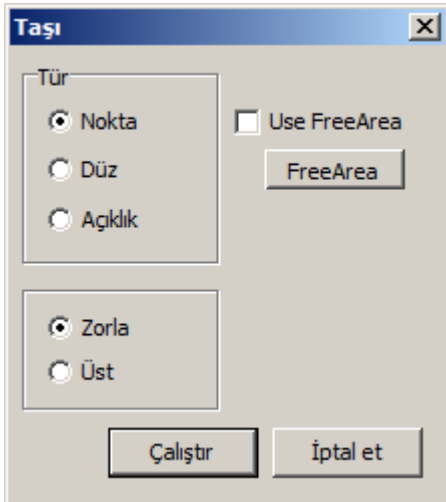 Taşı
Tür
Nokta
Use FreeArea
Düz
FreeArea
Açıklık
Zorla
Üst
Çalıştır
İptal et